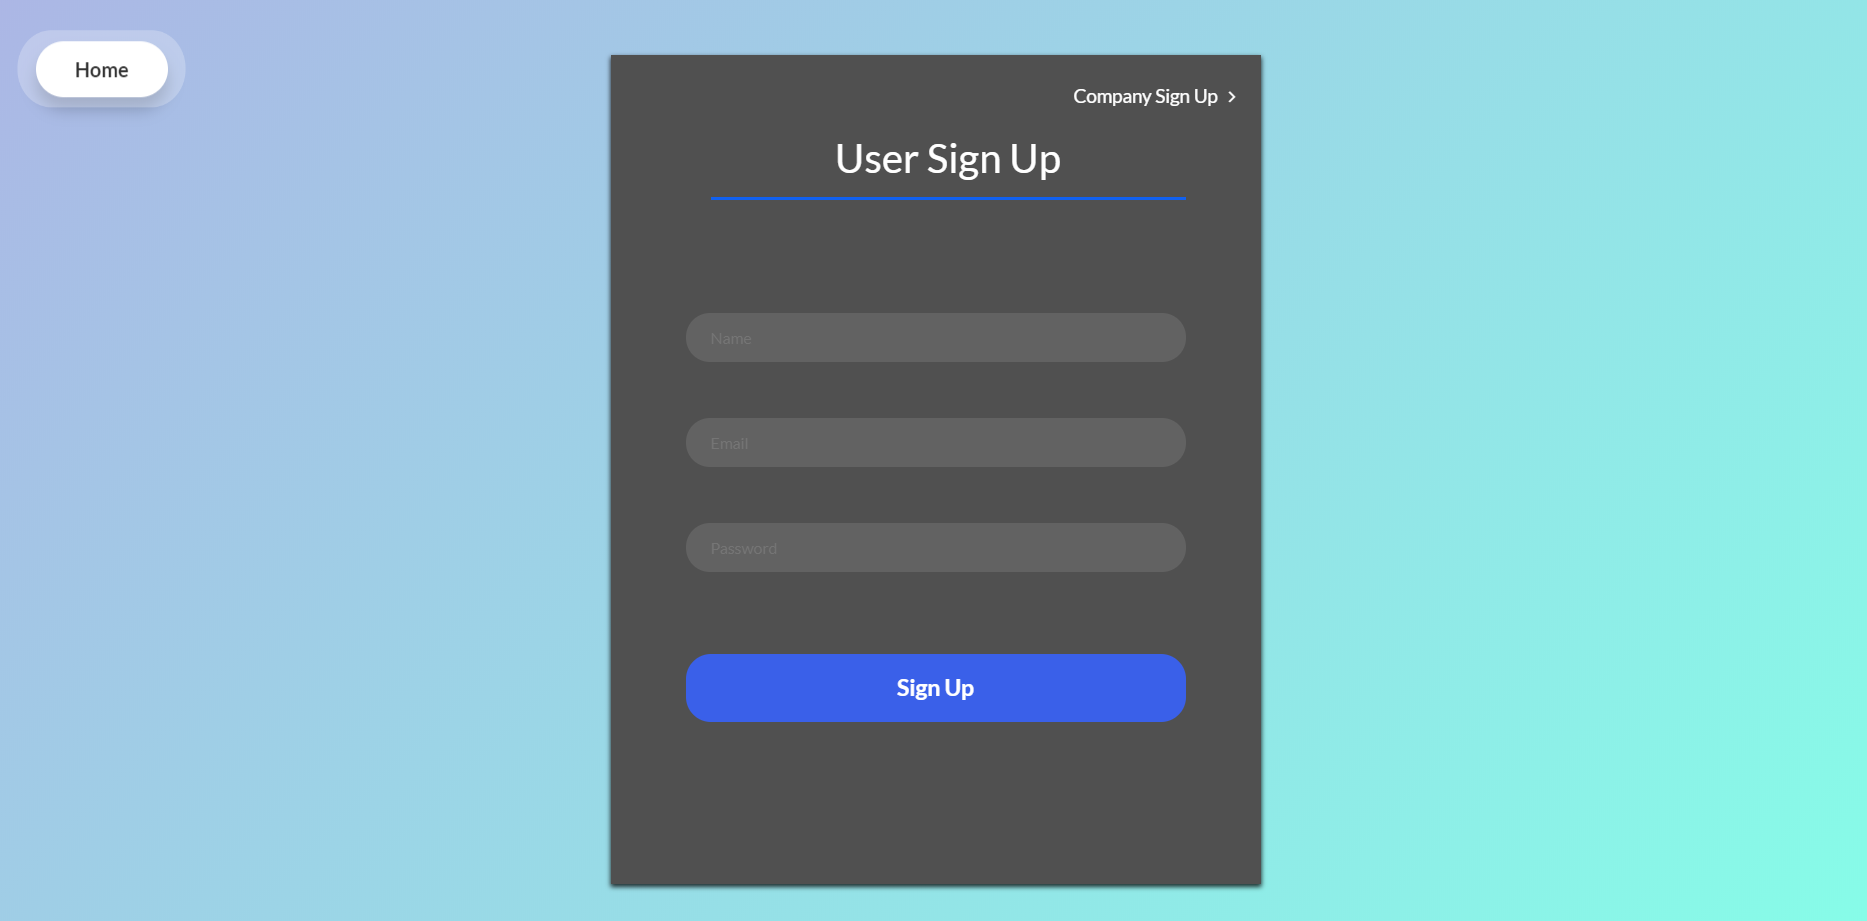 Home
Company Sign Up
User Sign Up
Name
Email
Password
Sign Up